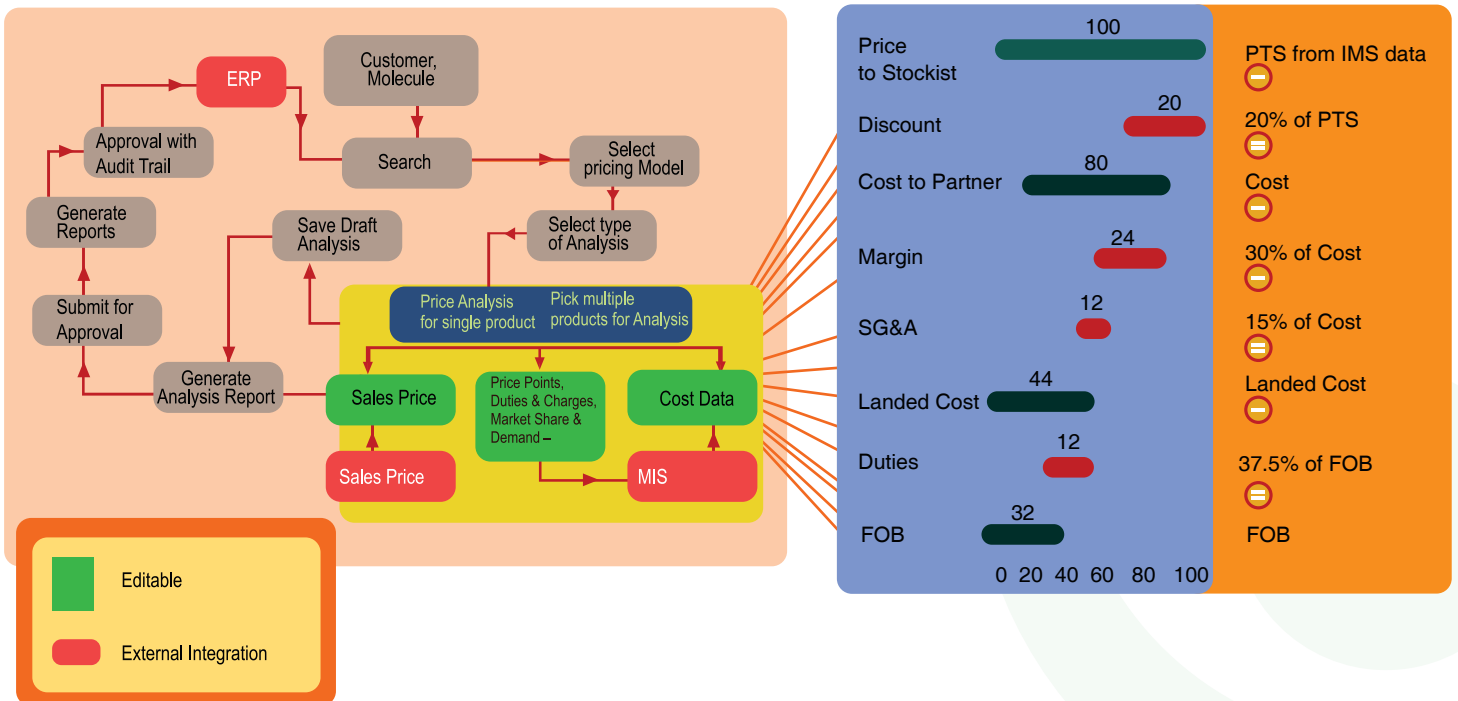 Customer,
Molecule
ERP
Approval with
Audit Trail
Search
Select
pricing Model
Generate
Reports
Save Draft
Analysis
Select type
of Analysis
Submit for
Approval
Price Analysis
for single product
Pick multiple
products for Analysis
Generate
Analysis Report
Sales Price
Price Points,
Duties & Charges,
Market Share &
Demand –
Cost Data
Sales Price
MIS
Editable
External Integration
Price
to Stockist
100
PTS from IMS data
Discount
20
20% of PTS
Cost to Partner
80
Cost
Margin
24
30% of Cost
SG&A
12
15% of Cost
Landed Cost
44
Landed Cost
Duties
12
37.5% of FOB
FOB
32
FOB
0 20 40 60 80 100